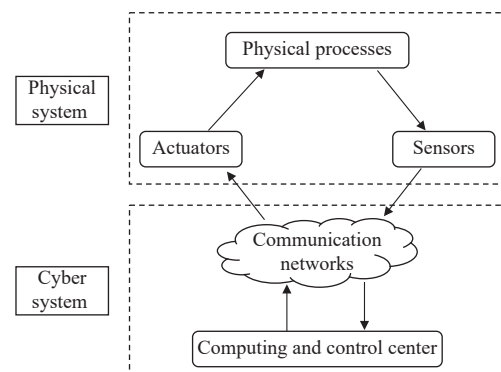 Physical processes
Physical
system
Actuators
Sensors
Communication
networks
Cyber
system
Computing and control center